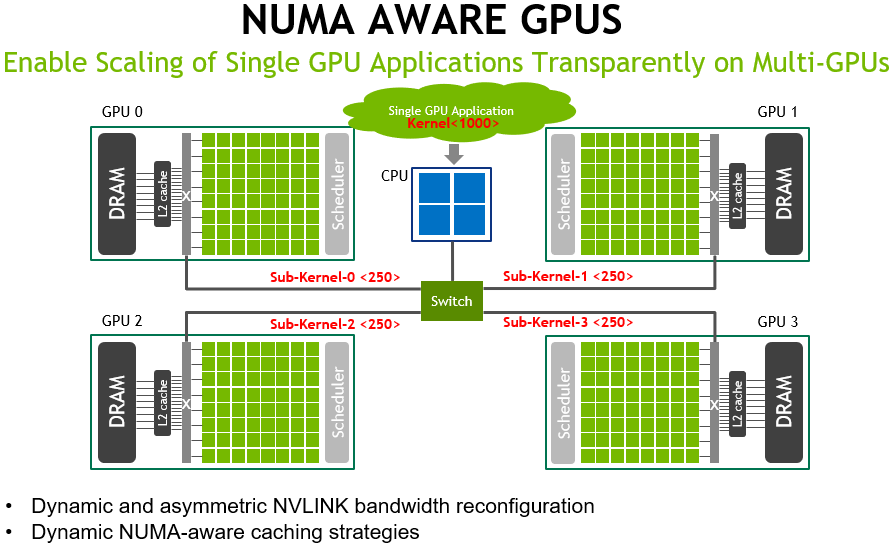 NUMA AWARE GPUS
Enable Scaling of Single GPU Applications Transparently on Multi-GPUs
GPU 0
Single GPU Application
Kernel<1000>
GPU 1
DRAM
L2 cache
X
Scheduler
CPU
Scheduler
X
L2 cache
DRAM
Sub-Kernel-0 <250>
Sub-Kernel-1 <250>
Switch
Sub-Kernel-2 <250>
Sub-Kernel-3 <250>
GPU 2
GPU 3
DRAM
L2 cache
X
Scheduler
Scheduler
X
L2 cache
DRAM
• Dynamic and asymmetric NVLINK bandwidth reconfiguration
• Dynamic NUMA-aware caching strategies